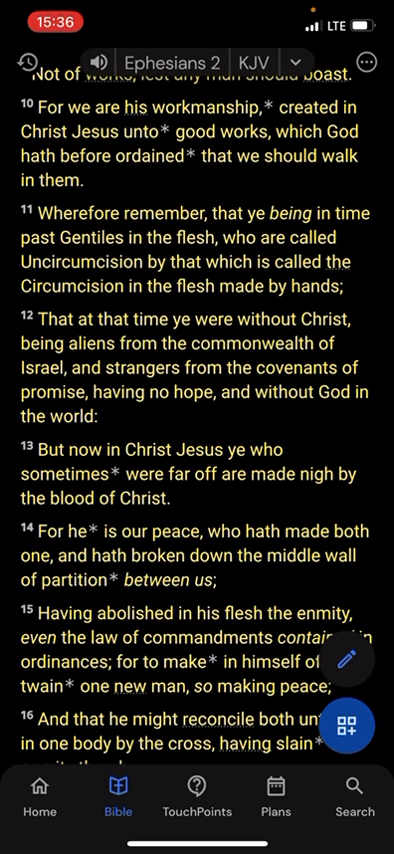 15:36
LTE
Ephesians 2 KJV
Not of works, lest any man should boast.
10 For we are his workmanship,* created in
Christ Jesus unto* good works, which God
hath before ordained* that we should walk
in them.
11 Wherefore remember, that ye being in time
past Gentiles in the flesh, who are called
Uncircumcision by that which is called the
Circumcision in the flesh made by hands;
12 That at that time ye were without Christ,
being aliens from the commonwealth of
Israel, and strangers from the covenants of
promise, having no hope, and without God in
the world:
13 But now in Christ Jesus ye who
sometimes* were far off are made nigh by
the blood of Christ.
14 For he* is our peace, who hath made both
one, and hath broken down the middle wall
of partition* between us;
15 Having abolished in his flesh the enmity,
even the law of commandments in
ordinances; for to make* in himself of
twain* one new man, so making peace;
16 And that he might reconcile both
in one body by the cross, having slain*
Home Bible TouchPoints Plans Search